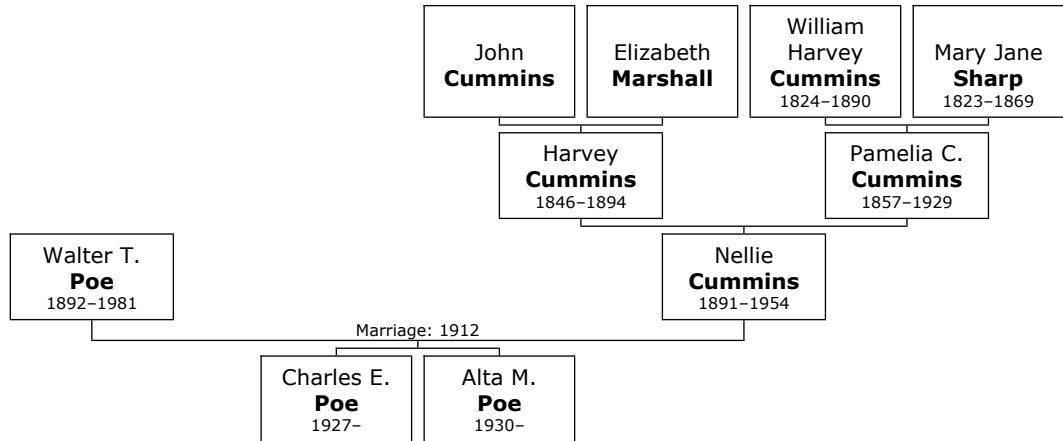 John
Cummins
Elizabeth
Marshall
William
Harvey
Cummins
1824–1890
Mary Jane
Sharp
1823–1869
Harvey
Cummins
1846–1894
Pamelia C.
Cummins
1857–1929
Walter T.
Poe
1892–1981
Nellie
Cummins
1891–1954
Marriage: 1912
Charles E.
Poe
1927–
Alta M.
Poe
1930–